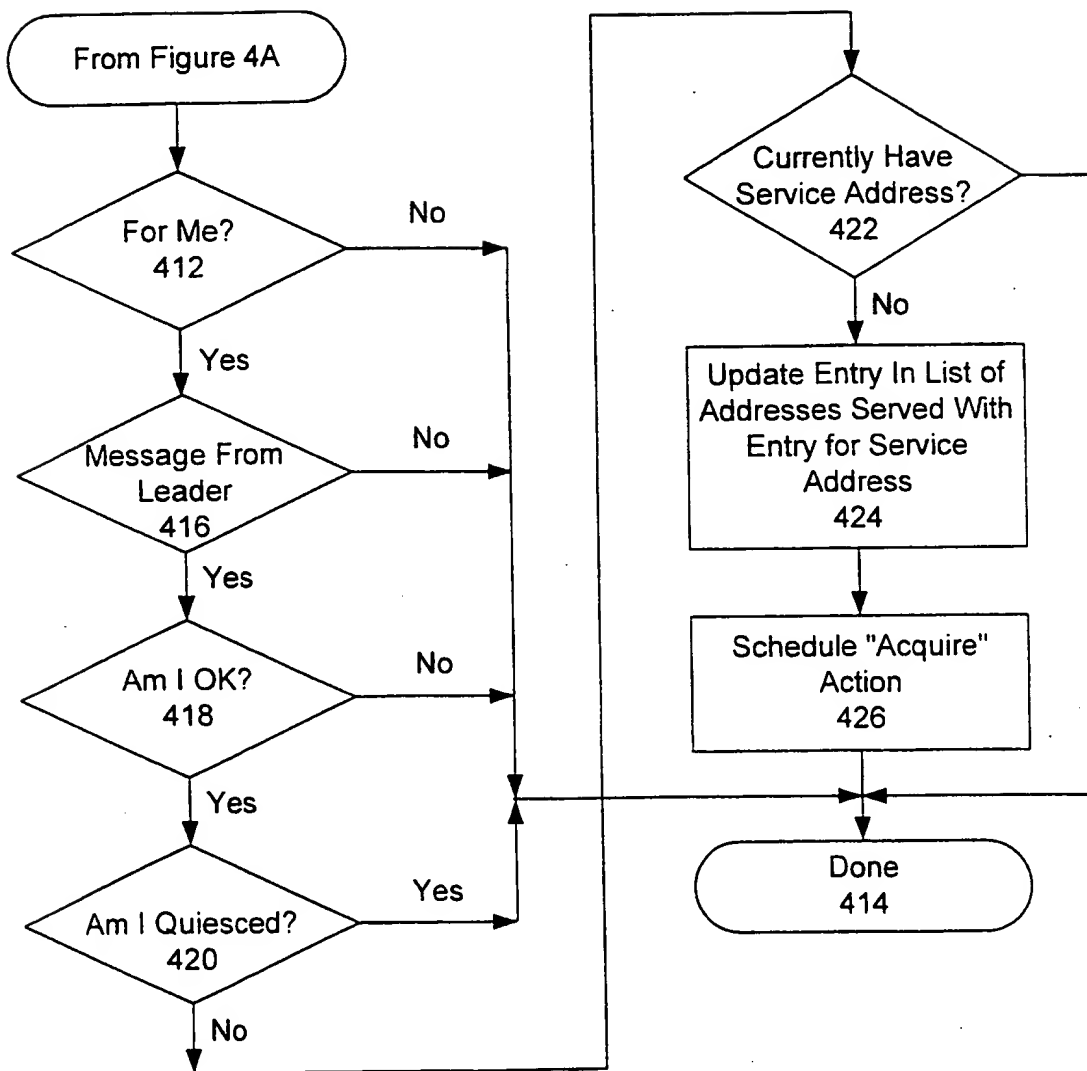 From Figure 4A
For Me?
412
No
Yes
Message From
Leader
416
No
Yes
Am I OK?
418
No
Yes
Am I Quiesced?
420
Yes
No
Currently Have
Service Address?
422
No
Update Entry In List of
Addresses Served With
Entry for Service
Address
424
Schedule "Acquire"
Action
426
Done
414